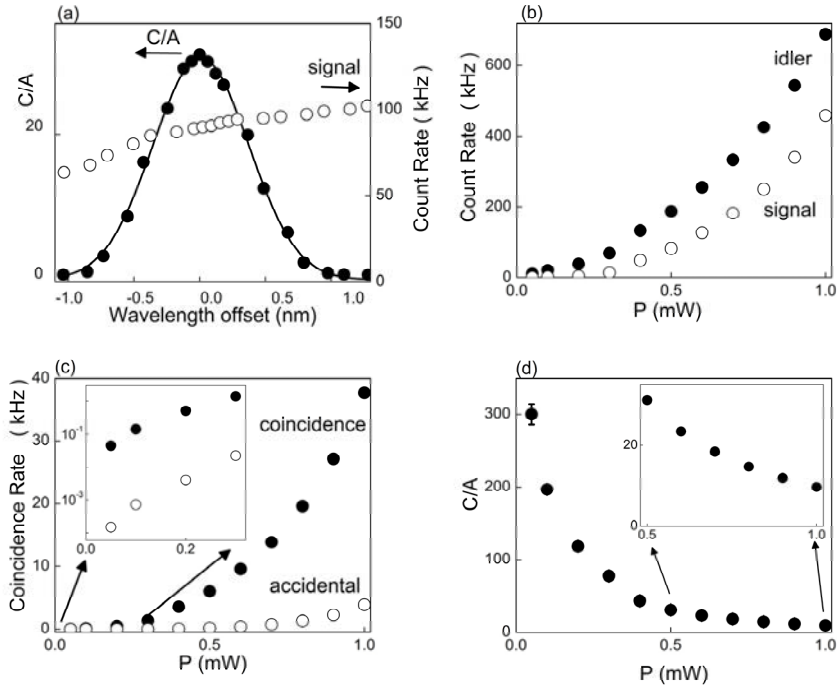 (a)
C/A
signal
C/A
20
0
150
100
50
0
Count Rate ( kHz)
-1.0 -0.5 0.0 0.5 1.0
Wavelength offset (nm)
(b)
idler
signal
Count Rate ( kHz)
600
400
200
0
0.0 0.5 1.0
P (mW)
(c)
coincidence
accidental
Coincidence Rate ( kHz)
40
30
20
10
0
10-1
10-3
0.0 0.2
0.0 0.5 1.0
P (mW)
(d)
C/A
300
200
100
0
20
0
0.5 1.0
0.0 0.5 1.0
P (mW)